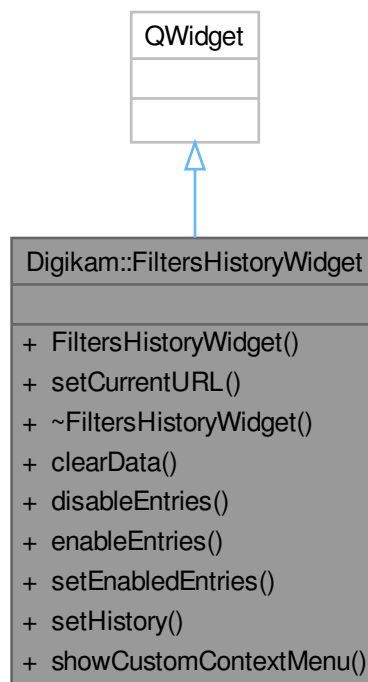 QWidget
Digikam::FiltersHistoryWidget
+ FiltersHistoryWidget()
+ setCurrentURL()
+ ~FiltersHistoryWidget()
+ clearData()
+ disableEntries()
+ enableEntries()
+ setEnabledEntries()
+ setHistory()
+ showCustomContextMenu()